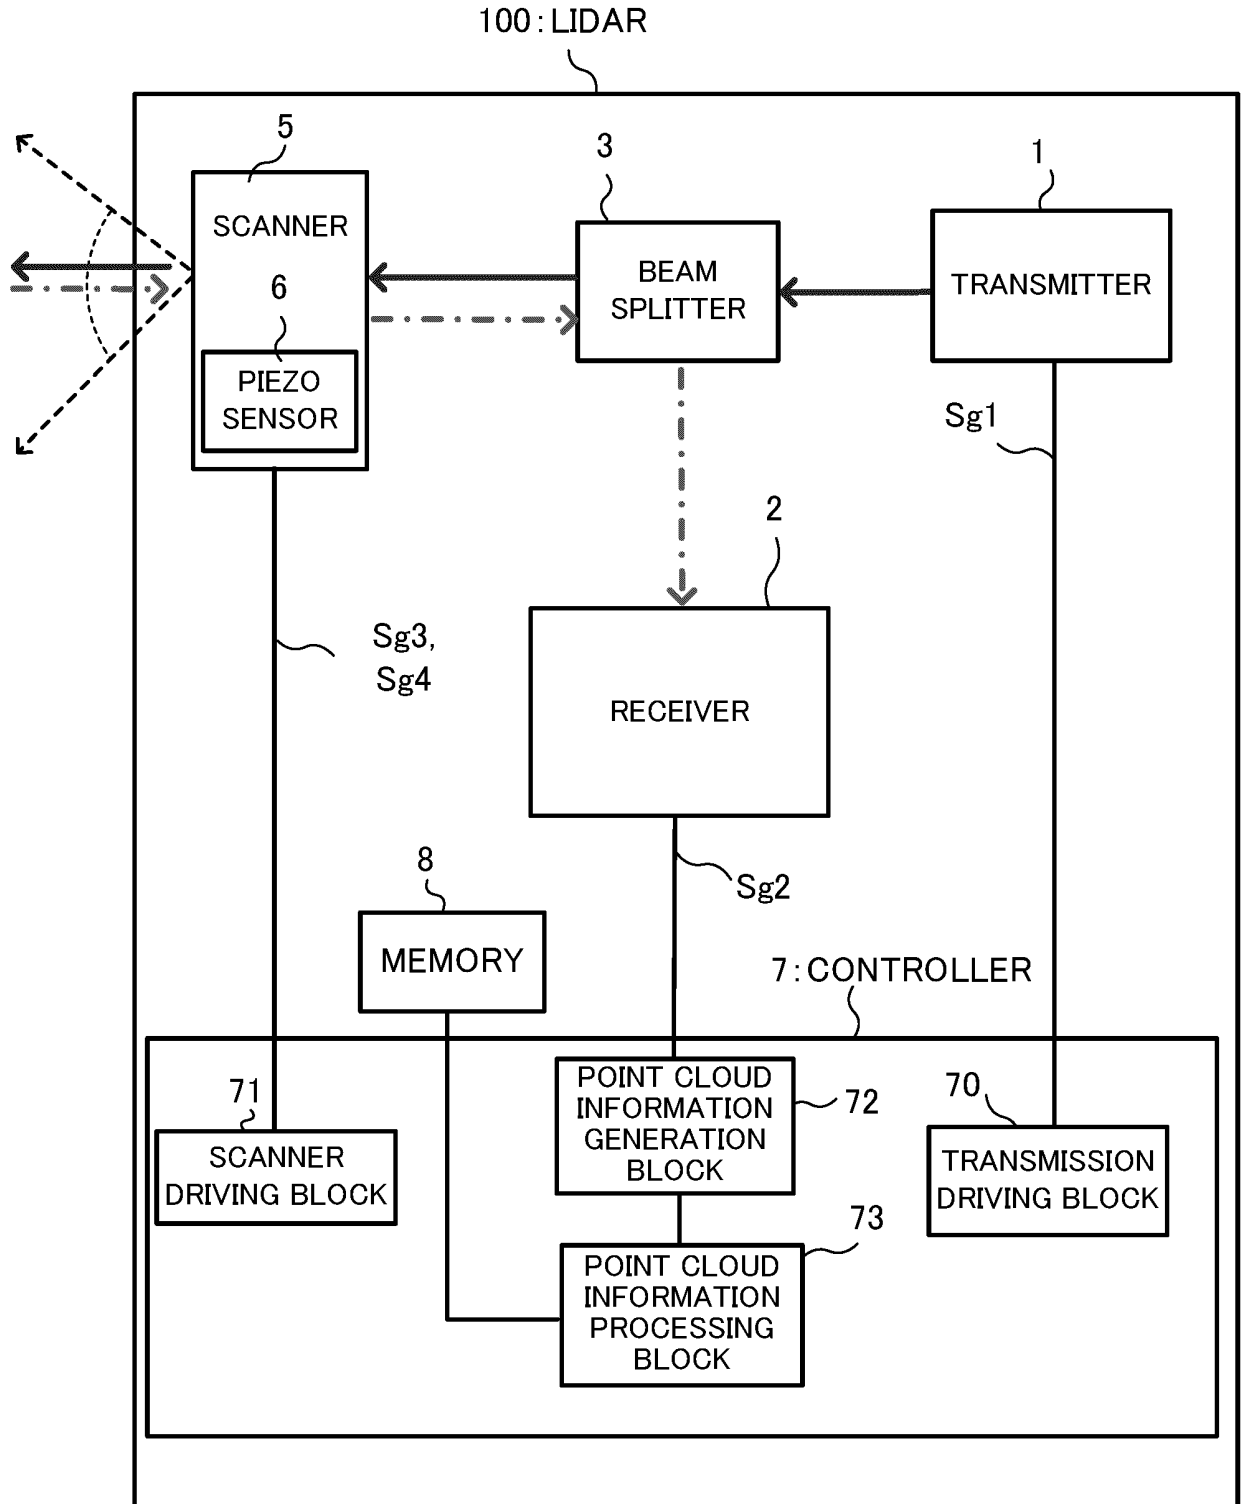 100:LIDAR
5
3
1
SCANNER
BEAM
SPLITTER
TRANSMITTER
6
PIEZO
SENSOR
Sg1
2
Sg3,
Sg4
RECEIVER
8
Sg2
MEMORY
7:CONTROLLER
71
SCANNER
DRIVING BLOCK
POINT CLOUD
INFORMATION
GENERATION
BLOCK
72
70
TRANSMISSION
DRIVING BLOCK
73
POINT CLOUD
INFORMATION
PROCESSING
BLOCK